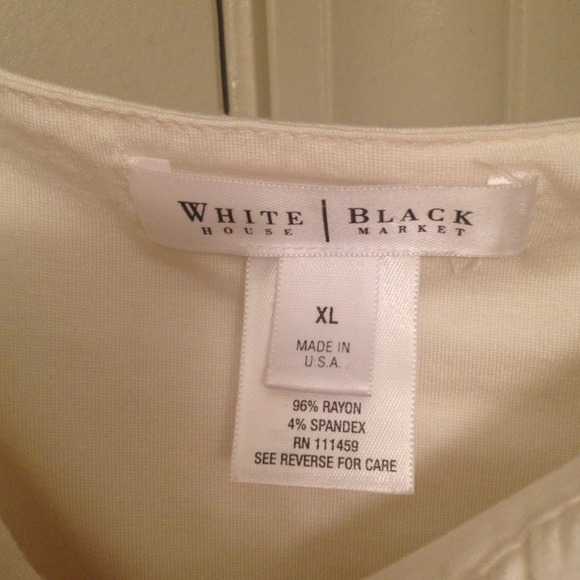 WHITE | BLACK
HOUSE MARKET
XL
MADE IN
U.S.A.
96% RAYON
4% SPANDEX
RN 111459
SEE REVERSE FOR CARE